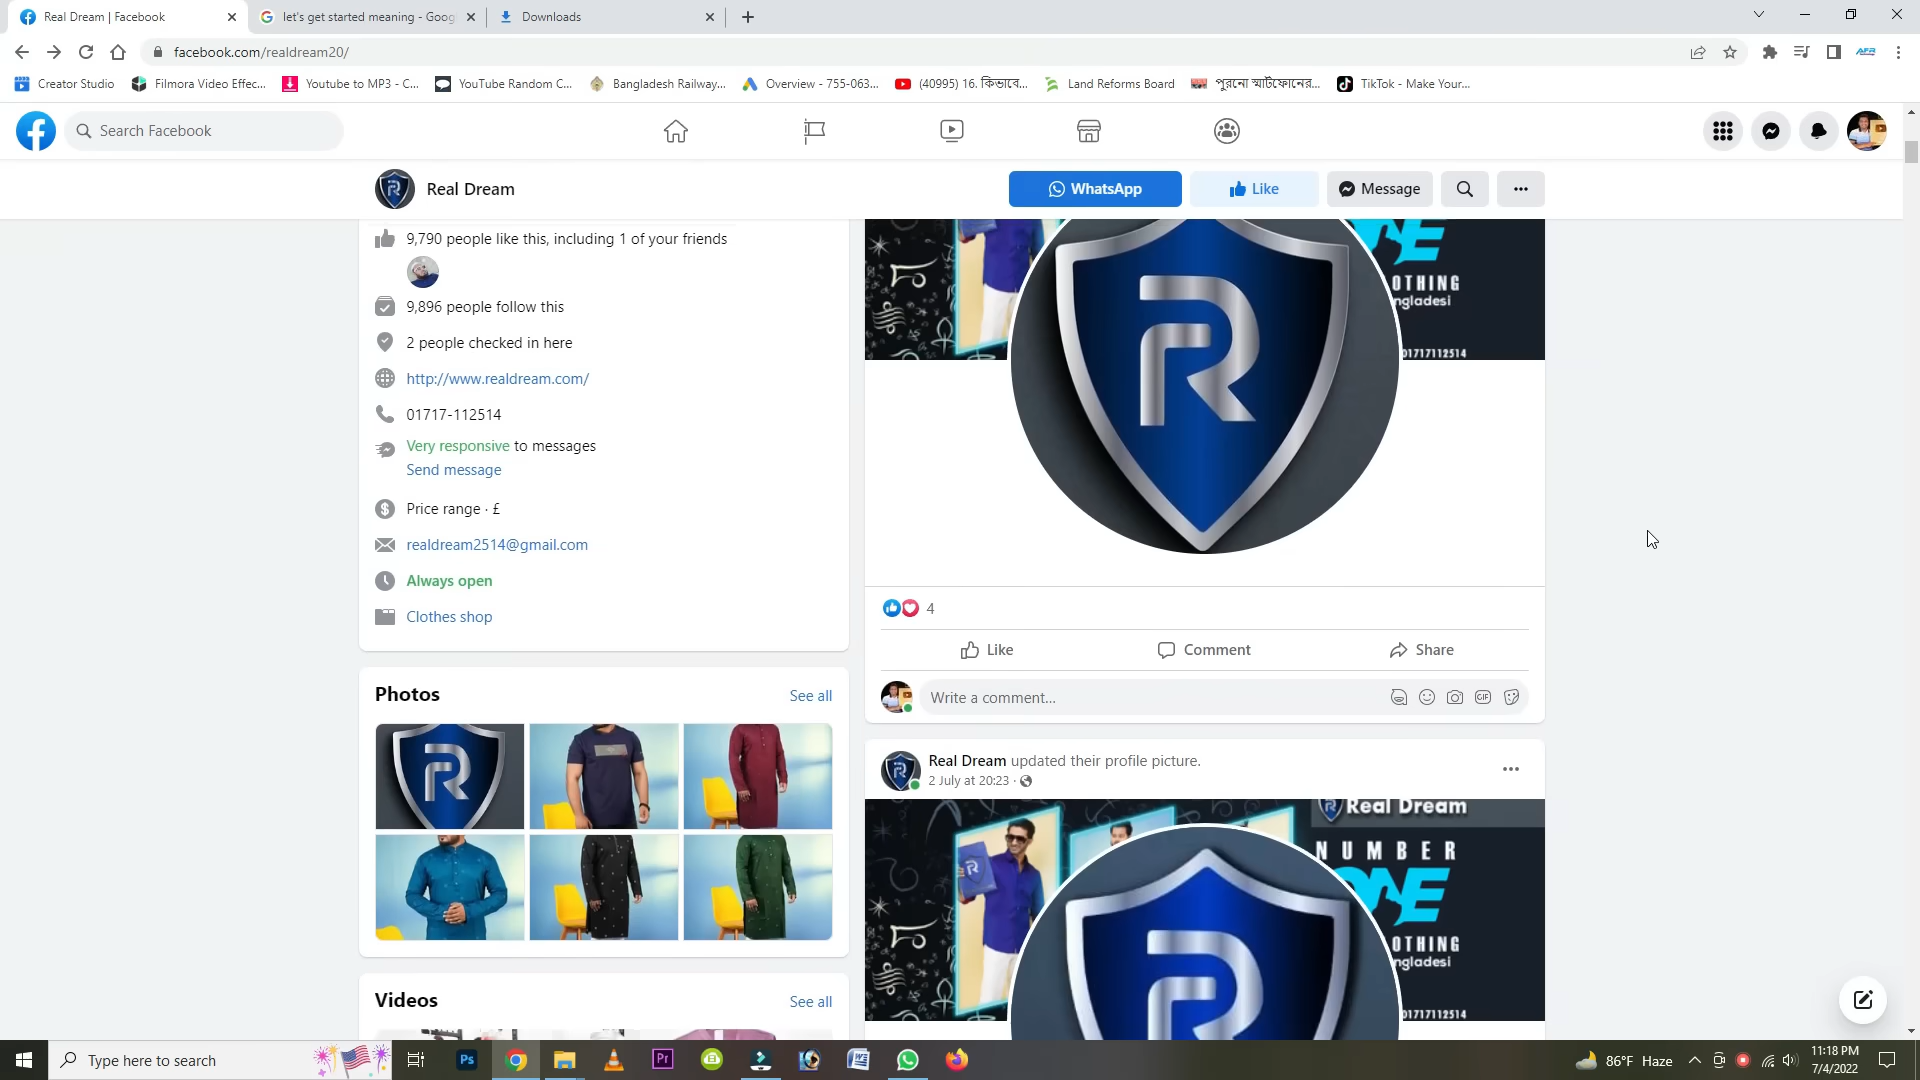 Real Dream | Facebook
let's get started meaning - Goog
Downloads
facebook.com/realdream20/
Creator Studio
Filmora Video Effec...
Youtube to MP3 - C...
YouTube Random C...
Bangladesh Railway...
Overview - 755-063...
(40995) 16. কিভাবে...
Land Reforms Board
পুরনো স্মার্টফোনের...
TikTok - Make Your...
Search Facebook
Real Dream
WhatsApp
Like
Message
9,790 people like this, including 1 of your friends
9,896 people follow this
2 people checked in here
http://www.realdream.com/
01717-112514
Very responsive to messages
Send message
Price range · £
realdream2514@gmail.com
Always open
Clothes shop
Photos
See all
Videos
See all
NE
OTHING
ngladesi
01717112514
R
4
Like
Comment
Share
Write a comment...
GIF
Real Dream updated their profile picture.
2 July at 20:23 ·
Real Dream
NUMBER
ONE
OTHING
ngladesi
01717112514
R
Type here to search
Ps
Pr
86°F Haze
11:18 PM
7/4/2022